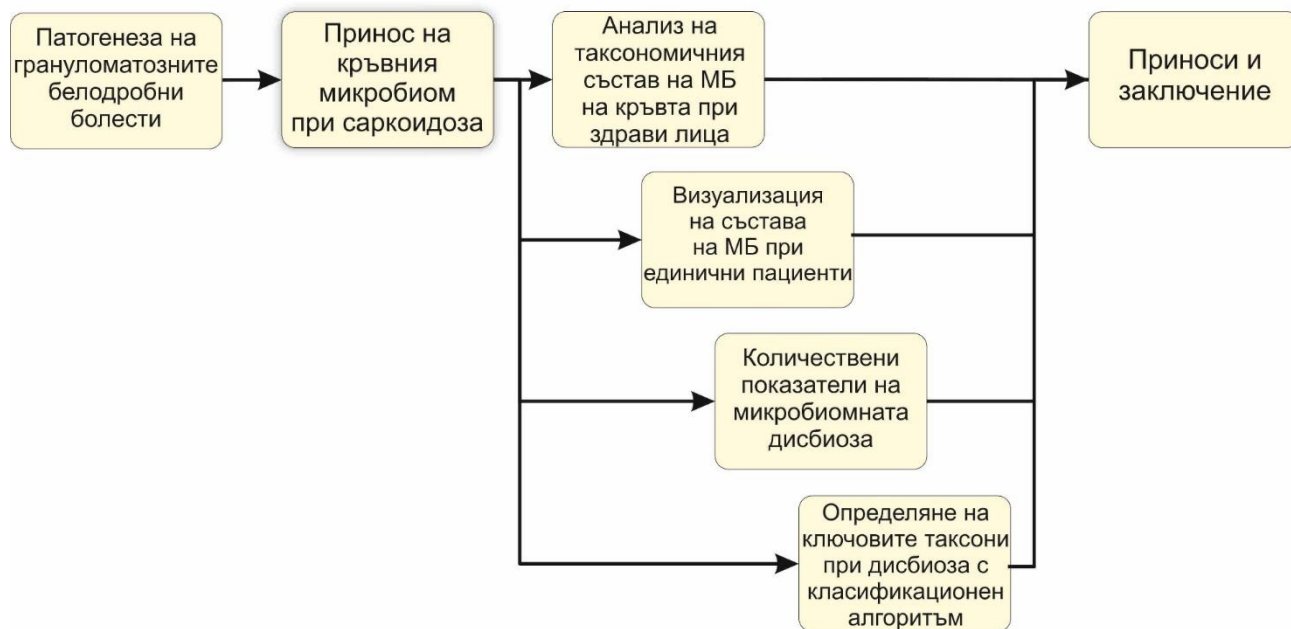 Патогенеза на
грануломатозните
белодробни
болести
Принос на
кръвния
микробиом
при саркоидоза
Анализ на
таксономичния
състав на МБ
на кръвта при
здрави лица
Визуализация
на състава
на МБ при
единични пациенти
Количествени
показатели на
микробиомната
дисбиоза
Определяне на
ключовите таксони
при дисбиоза с
класификационен
алгоритъм
Приноси и
заключение